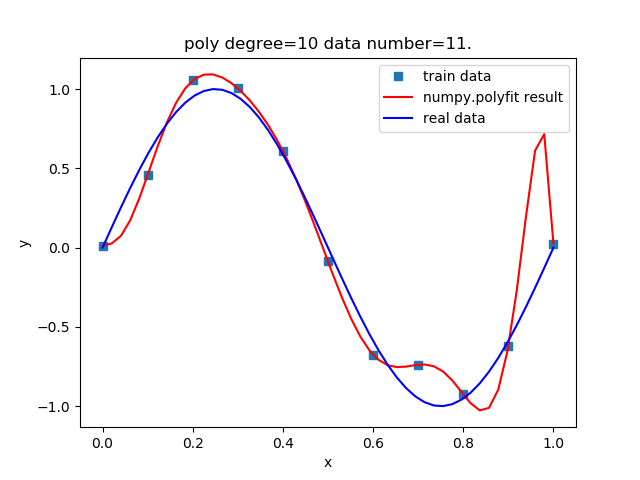 poly degree=10 data number=11.
train data
numpy.polyfit result
real data
1.0
0.5
0.0
−0.5
−1.0
y
0.0 0.2 0.4 0.6 0.8 1.0
x